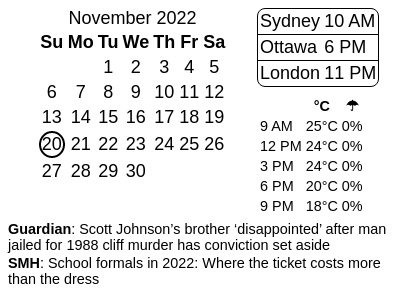 November 2022
Su Mo Tu We Th Fr Sa
1 2 3 4 5
6 7 8 9 10 11 12
13 14 15 16 17 18 19
20 21 22 23 24 25 26
27 28 29 30
Sydney 10 AM
Ottawa 6 PM
London 11 PM
°C ☂
9 AM 25°C 0%
12 PM 24°C 0%
3 PM 24°C 0%
6 PM 20°C 0%
9 PM 18°C 0%
Guardian: Scott Johnson’s brother ‘disappointed’ after man
jailed for 1988 cliff murder has conviction set aside
SMH: School formals in 2022: Where the ticket costs more
than the dress